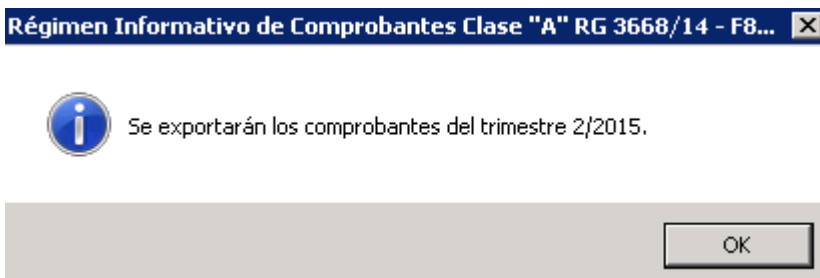 Régimen Informativo de Comprobantes Clase "A" RG 3668/14 - F8...
Se exportarán los comprobantes del trimestre 2/2015.
OK